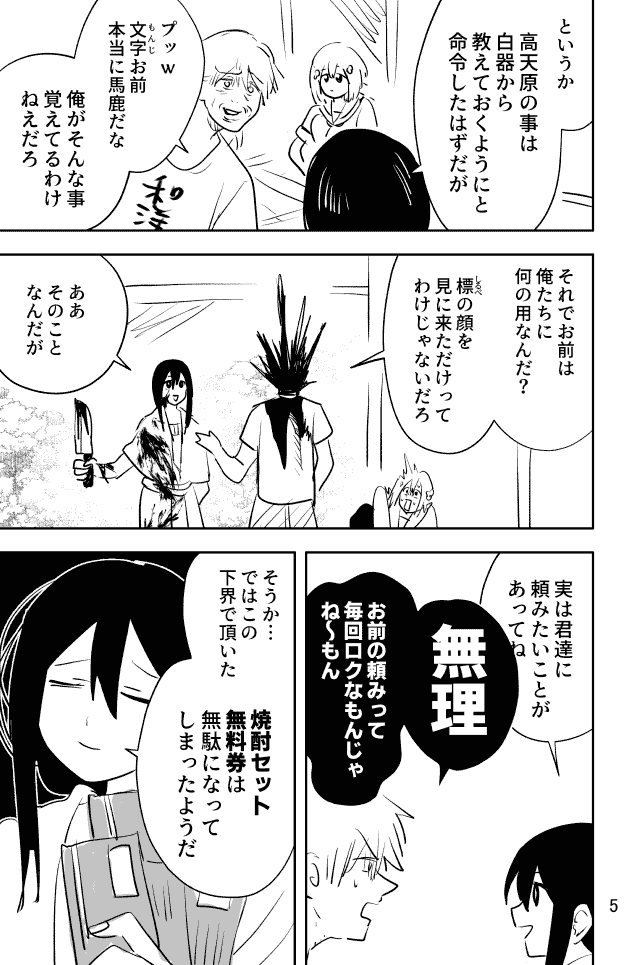 というか
高天原の事は
白器から
教えておくようにと
命令したはずだが
プッw
文字お前
もんじ
本当に馬鹿だな
俺がそんな事
覚えてるわけ
ねえだろ
それでお前は
俺たちに
何の用なんだ?
標の顔を
しるべ
見に来ただけって
わけじゃないだろ
ああ
そのこと
なんだが
実は君達に
頼みたいことが
あってね
無理
お前の頼みって
毎回ロクなもんじゃ
ね〜もん
そうか…
ではこの
下界で頂いた
焼酎セット
無料券は
無駄になって
しまったようだ
5